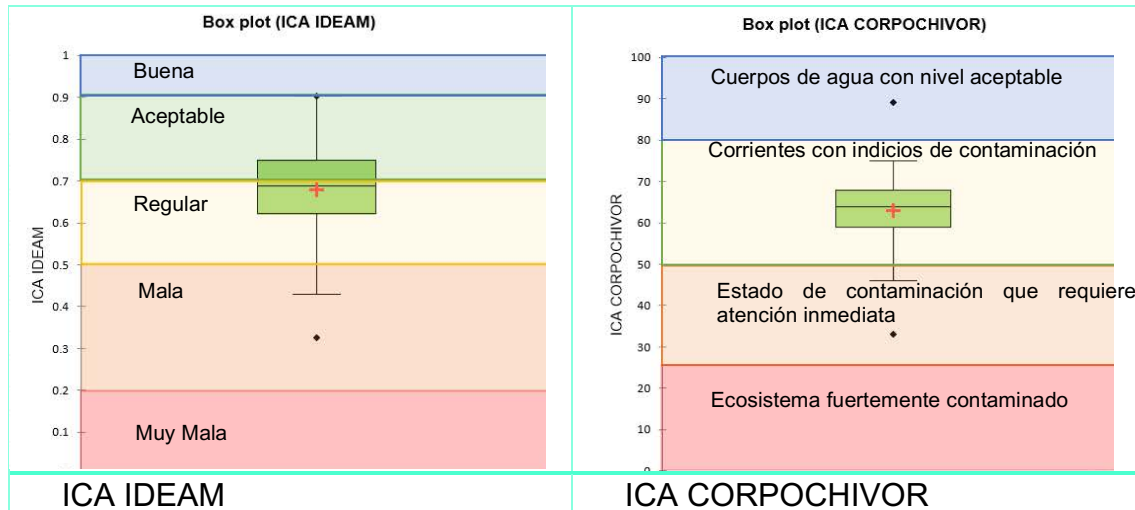 Box plot (ICA IDEAM)
1
Buena
0.9
Aceptable
0.8
0.7
Regular
0.6
0.5
Mala
0.4
0.3
0.2
Muy Mala
0.1
ICA IDEAM
ICA IDEAM
Box plot (ICA CORPOCHIVOR)
100
Cuerpos de agua con nivel aceptable
90
80
Corrientes con indicios de contaminación
70
60
50
Estado de contaminación que requiere
atención inmediata
40
30
20
Ecosistema fuertemente contaminado
10
0
ICA CORPOCHIVOR
ICA CORPOCHIVOR